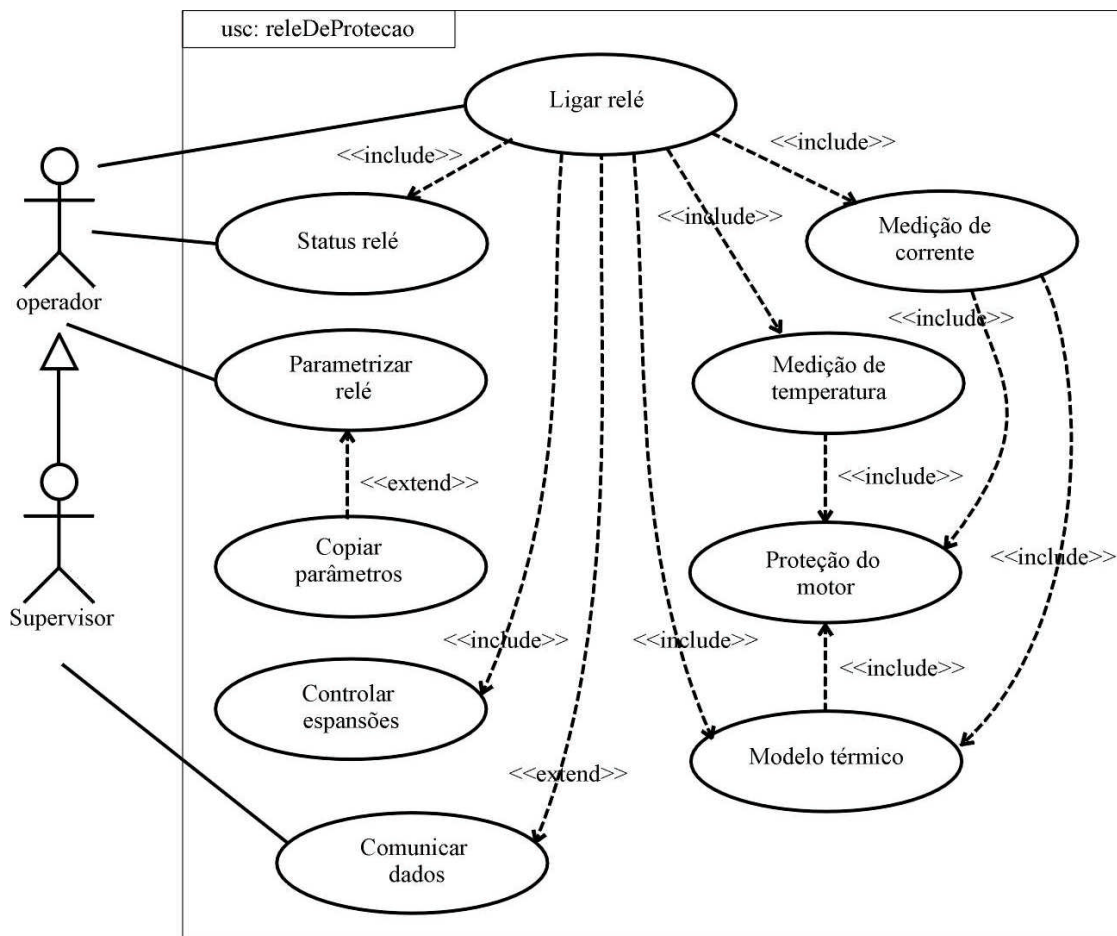 usc: releDeProtecao
Ligar relé
<<include>>
<<include>>
<<include>>
Status relé
Medição de
corrente
operador
<<include>>
Parametrizar
relé
Medição de
temperatura
<<extend>>
<<include>>
Copiar
parâmetros
Proteção do
motor
<<include>>
Supervisor
<<include>>
<<include>>
<<include>>
Controlar
espansões
Modelo térmico
<<extend>>
Comunicar
dados